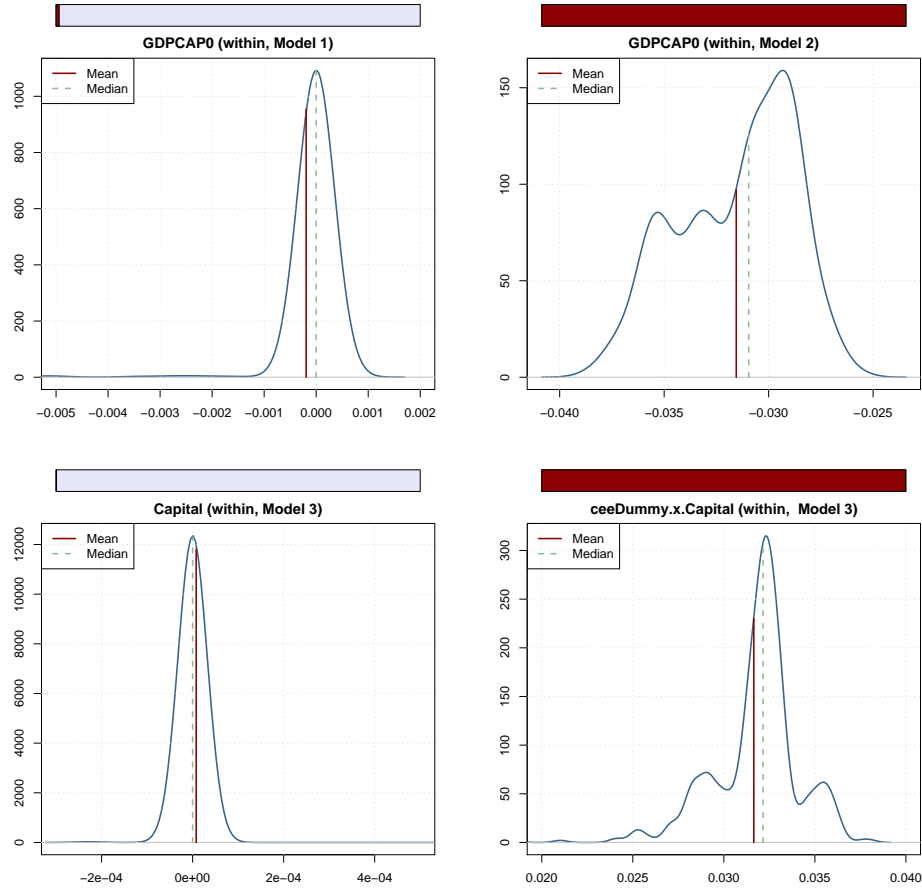 GDPCAP0 (within, Model 1)
Mean
Median
0 200 400 600 800 1000
−0.005 −0.004 −0.003 −0.002 −0.001 0.000 0.001 0.002
GDPCAP0 (within, Model 2)
Mean
Median
0 50 100 150
−0.040 −0.035 −0.030 −0.025
Capital (within, Model 3)
Mean
Median
0 2000 4000 6000 8000 10000 12000
−2e−04 0e+00 2e−04 4e−04
ceeDummy.x.Capital (within, Model 3)
Mean
Median
0 50 100 150 200 250 300
0.020 0.025 0.030 0.035 0.040